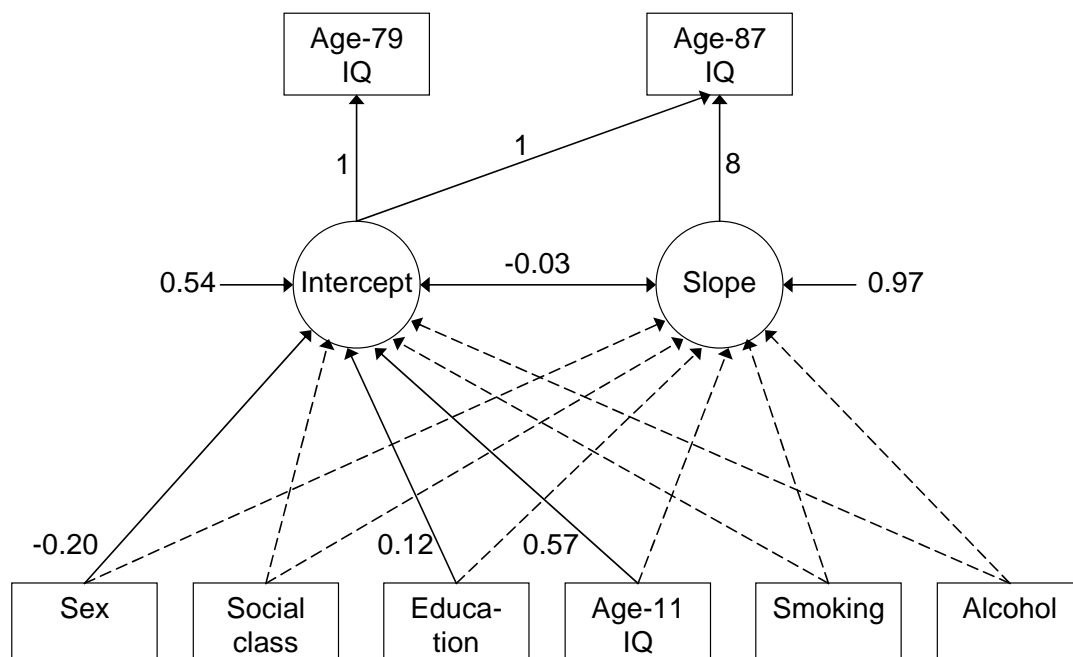 Age-79
IQ
Age-87
IQ
1
1
8
0.54
Intercept
-0.03
Slope
0.97
-0.20
0.12
0.57
Sex
Social
class
Educa-
tion
Age-11
IQ
Smoking
Alcohol